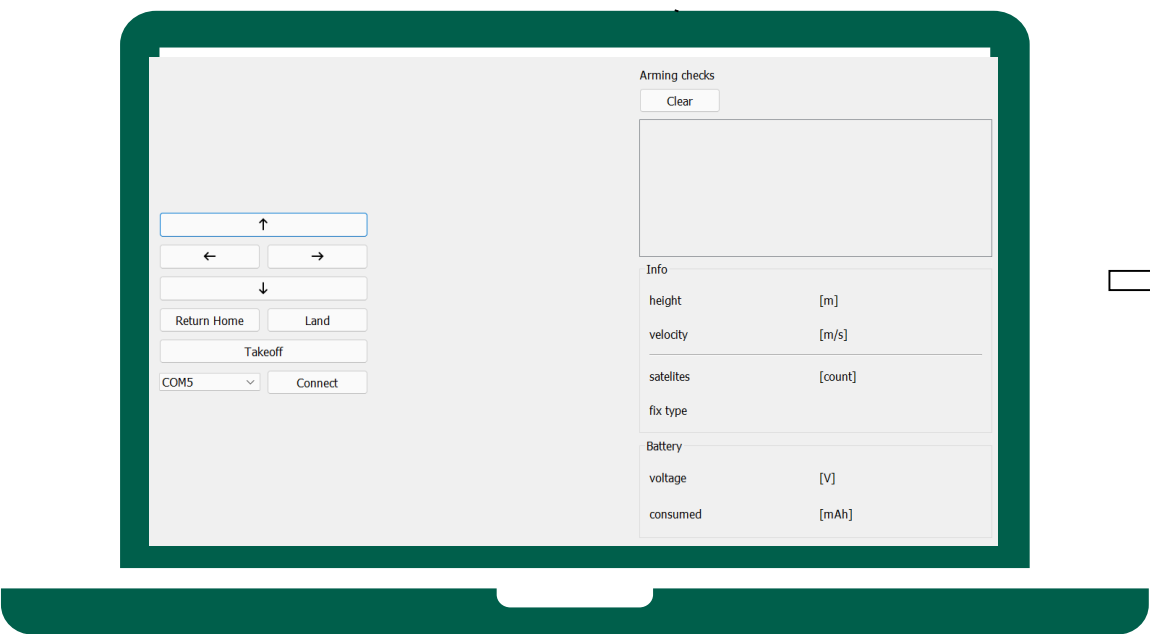 Arming checks
Clear
↑
← →
↓
Return Home Land
Takeoff
COM5 Connect
Info
height [m]
velocity [m/s]
satelites [count]
fix type
Battery
voltage [V]
consumed [mAh]